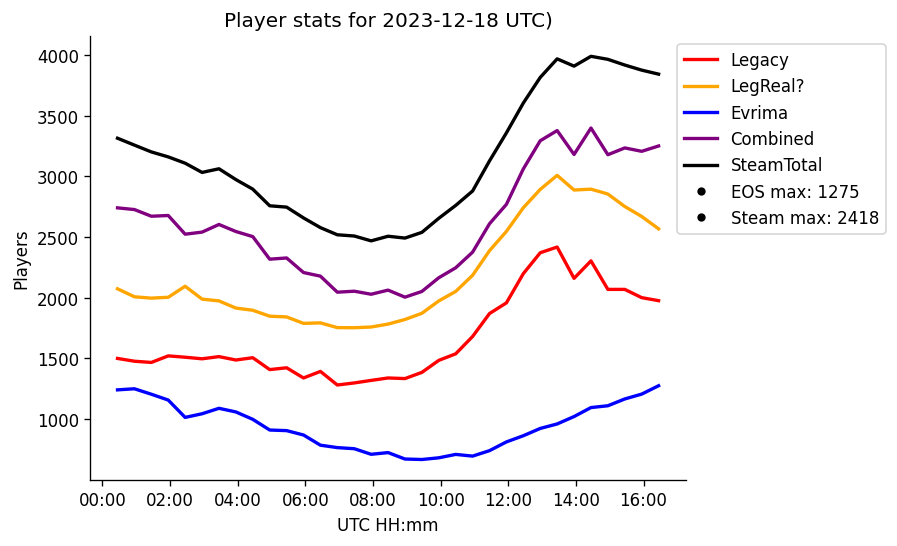 Player stats for 2023-12-18 UTC)
4000
3500
3000
2500
2000
1500
1000
Players
00:00 02:00 04:00 06:00 08:00 10:00 12:00 14:00 16:00
UTC HH:mm
Legacy
LegReal?
Evrima
Combined
SteamTotal
EOS max: 1275
Steam max: 2418